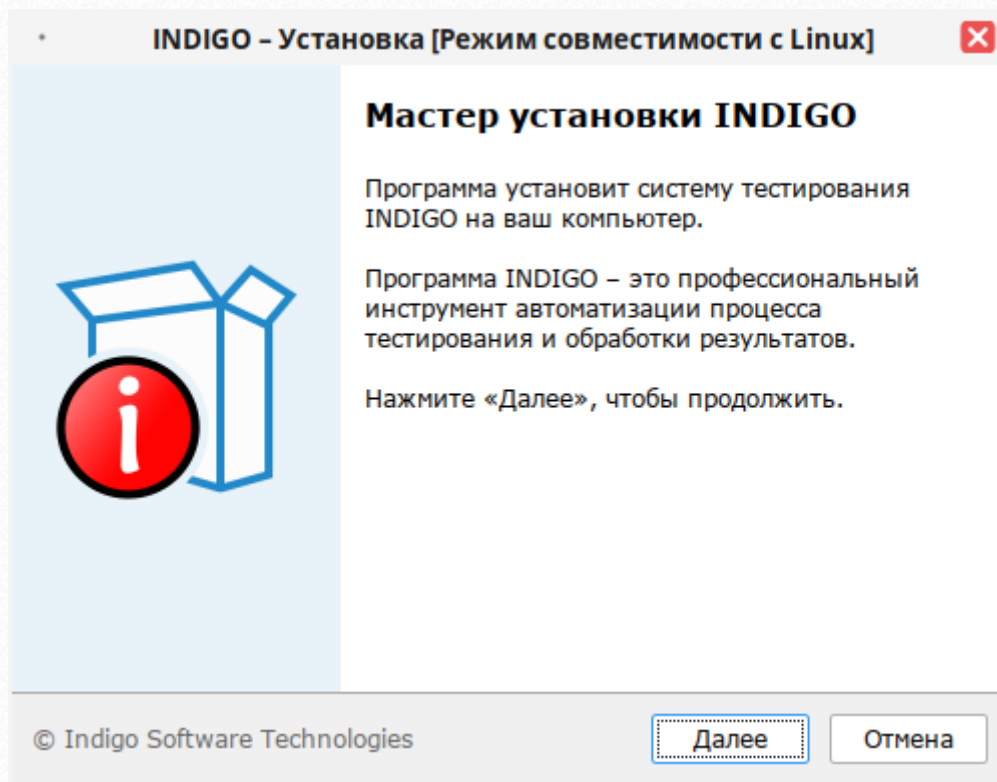 INDIGO – Установка [Режим совместимости с Linux]
Мастер установки INDIGO
Программа установит систему тестирования
INDIGO на ваш компьютер.
Программа INDIGO – это профессиональный
инструмент автоматизации процесса
тестирования и обработки результатов.
Нажмите «Далее», чтобы продолжить.
i
© Indigo Software Technologies
Далее
Отмена